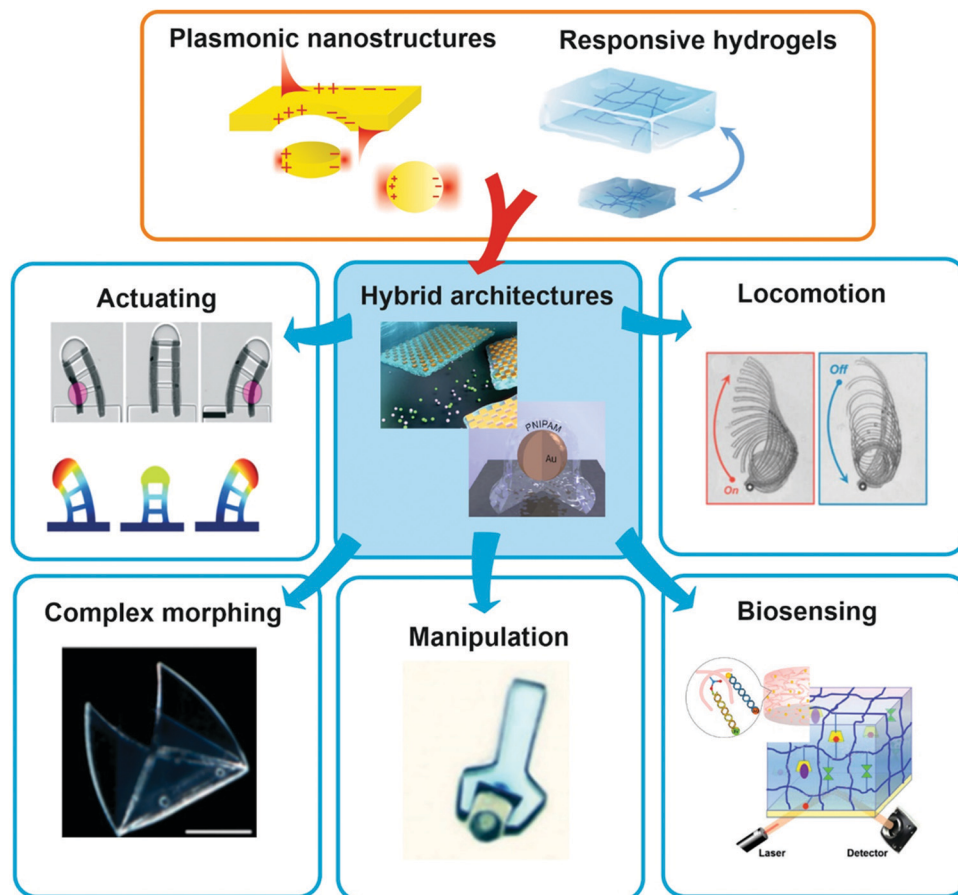 Plasmonic nanostructures
Responsive hydrogels
Actuating
Hybrid architectures
PNIPAM
Au
Locomotion
On
Off
Complex morphing
Manipulation
Biosensing
Laser
Detector